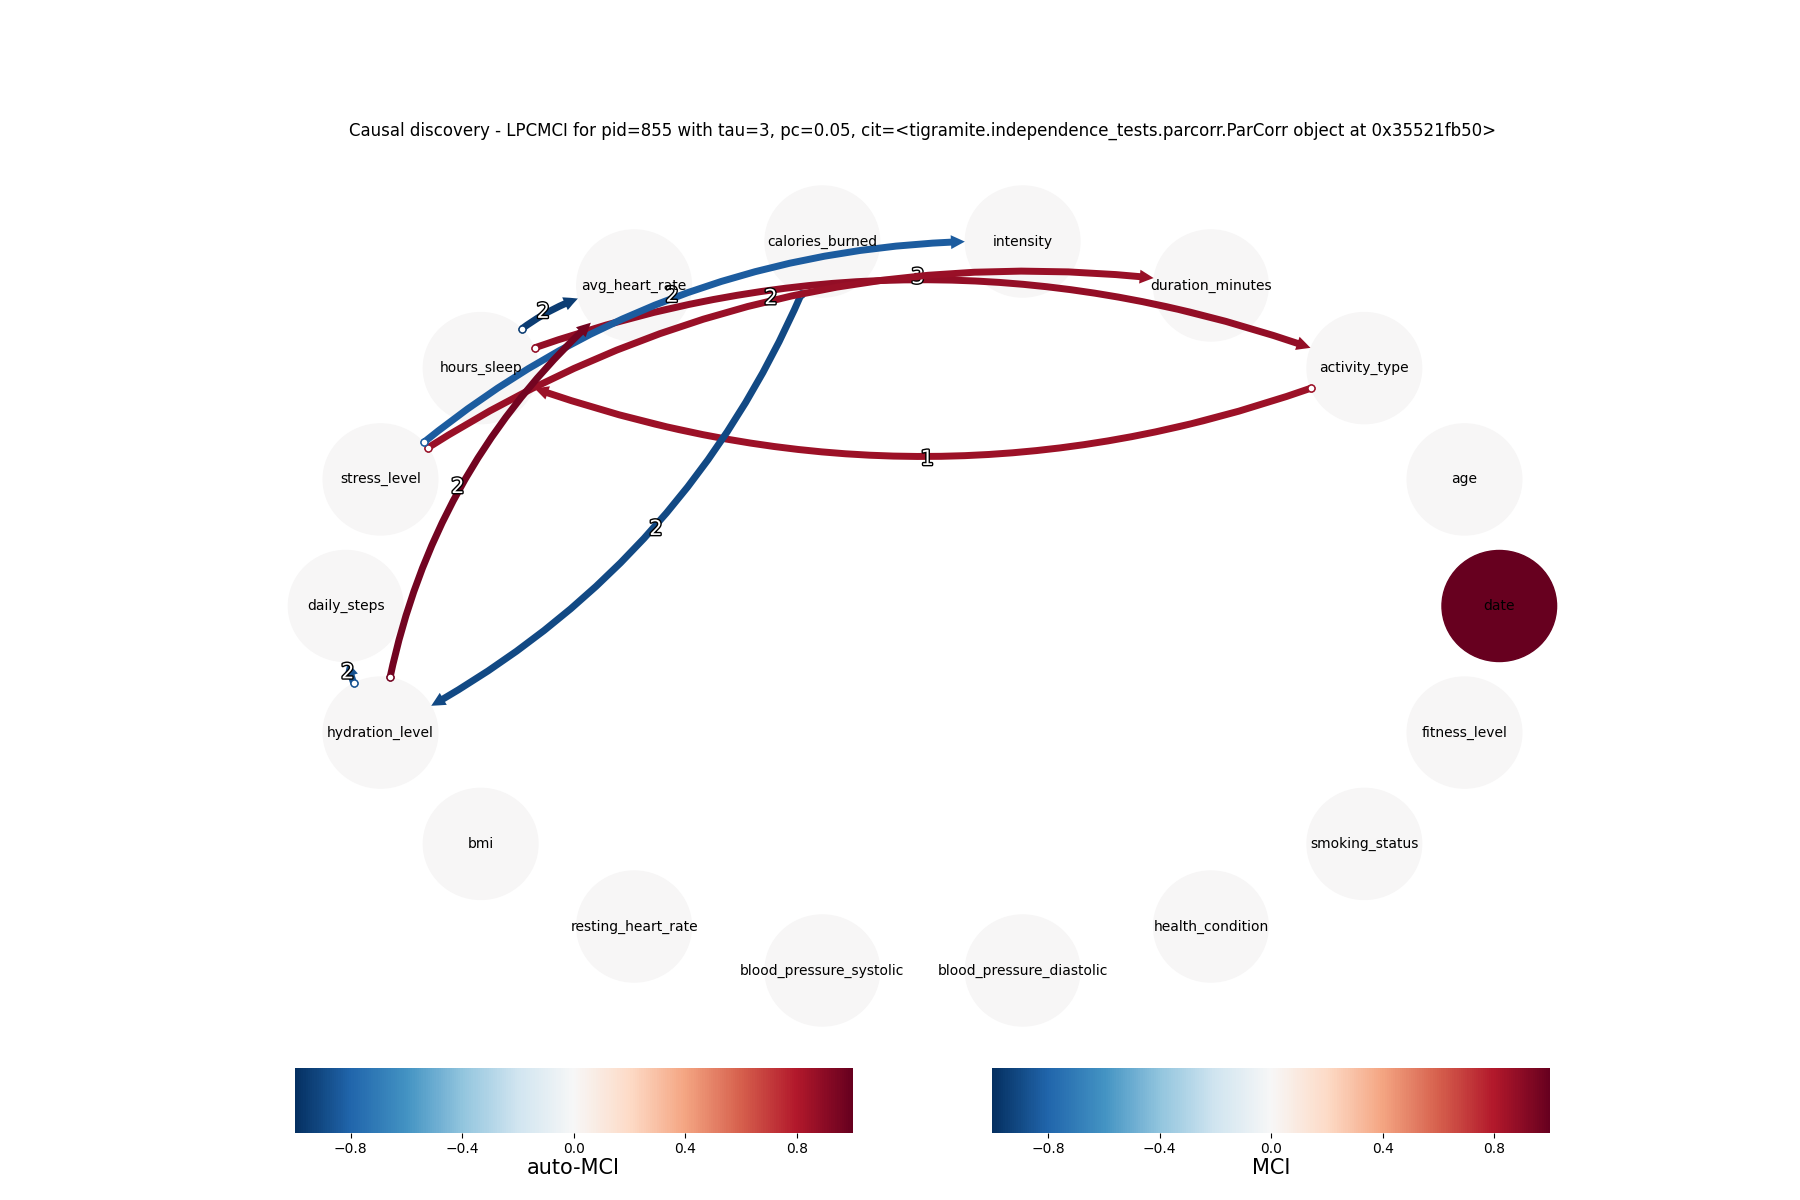 Causal discovery - LPCMCI for pid=855 with tau=3, pc=0.05, cit=<tigramite.independence_tests.parcorr.ParCorr object at 0x35521fb50>
calories_burned
intensity
avg_heart_rate
duration_minutes
3
2
2
2
hours_sleep
activity_type
1
stress_level
age
2
2
daily_steps
date
2
hydration_level
fitness_level
bmi
smoking_status
resting_heart_rate
health_condition
blood_pressure_systolic
blood_pressure_diastolic
−0.8 −0.4 0.0 0.4 0.8
auto-MCI
−0.8 −0.4 0.0 0.4 0.8
MCI